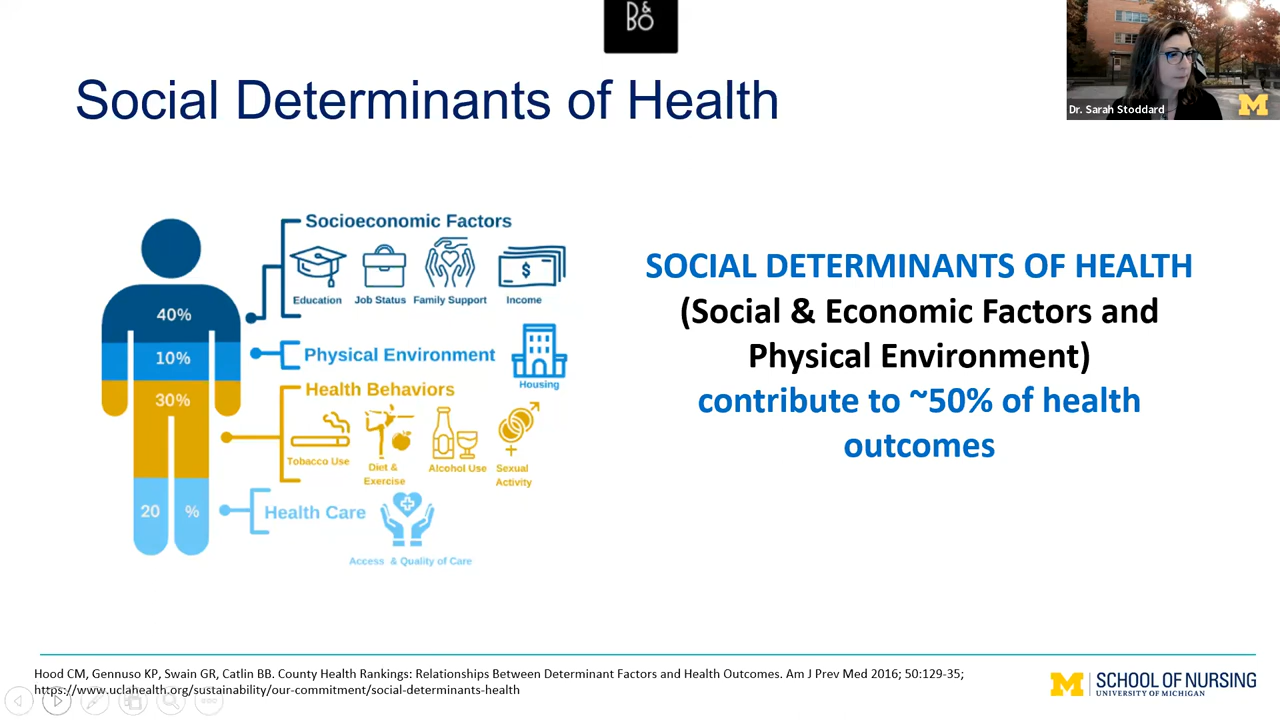 D&
BO
Social Determinants of Health
Dr. Sarah Stoddard
M
Socioeconomic Factors
Education Job Status Family Support Income
40%
Physical Environment
10%
Housing
Health Behaviors
30%
Tobacco Use Diet & Exercise Alcohol Use Sexual Activity
Health Care
20 %
Access & Quality of Care
SOCIAL DETERMINANTS OF HEALTH
(Social & Economic Factors and
Physical Environment)
contribute to ~50% of health
outcomes
Hood CM, Gennuso KP, Swain GR, Catlin BB. County Health Rankings: Relationships Between Determinant Factors and Health Outcomes. Am J Prev Med 2016; 50:129-35;
https://www.uclahealth.org/sustainability/our-commitment/social-determinants-health
M SCHOOL OF NURSING
UNIVERSITY OF MICHIGAN